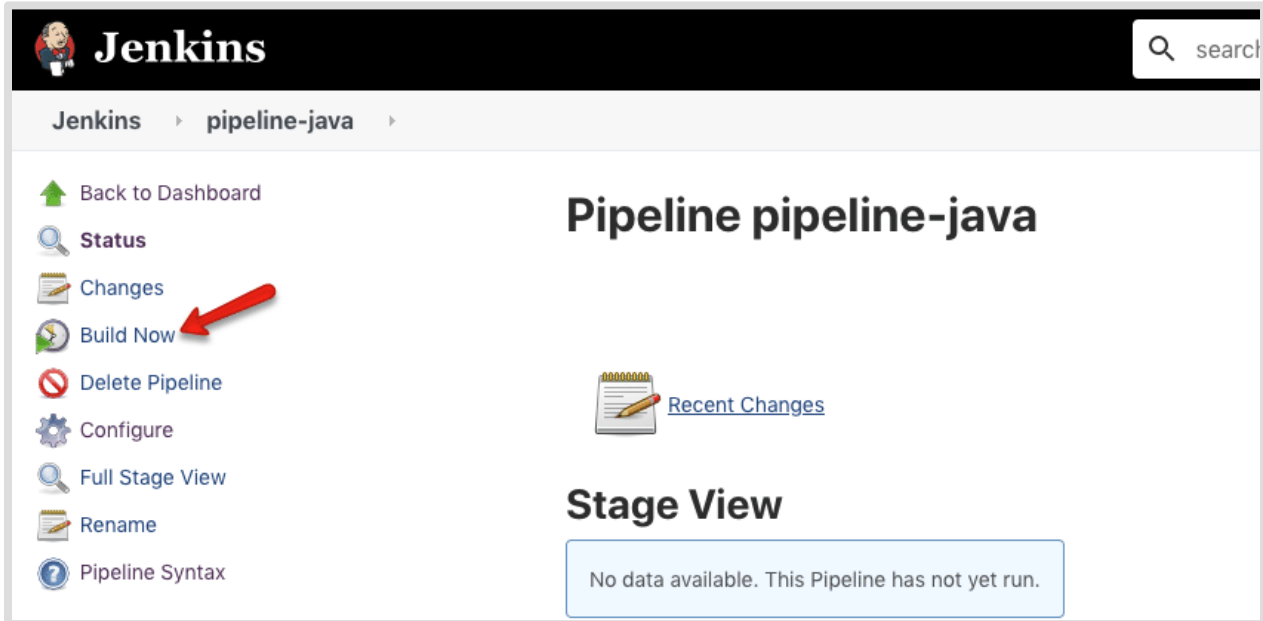 Jenkins
search
Jenkins pipeline-java
Back to Dashboard
Status
Changes
Build Now
Delete Pipeline
Configure
Full Stage View
Rename
Pipeline Syntax
Pipeline pipeline-java
Recent Changes
Stage View
No data available. This Pipeline has not yet run.